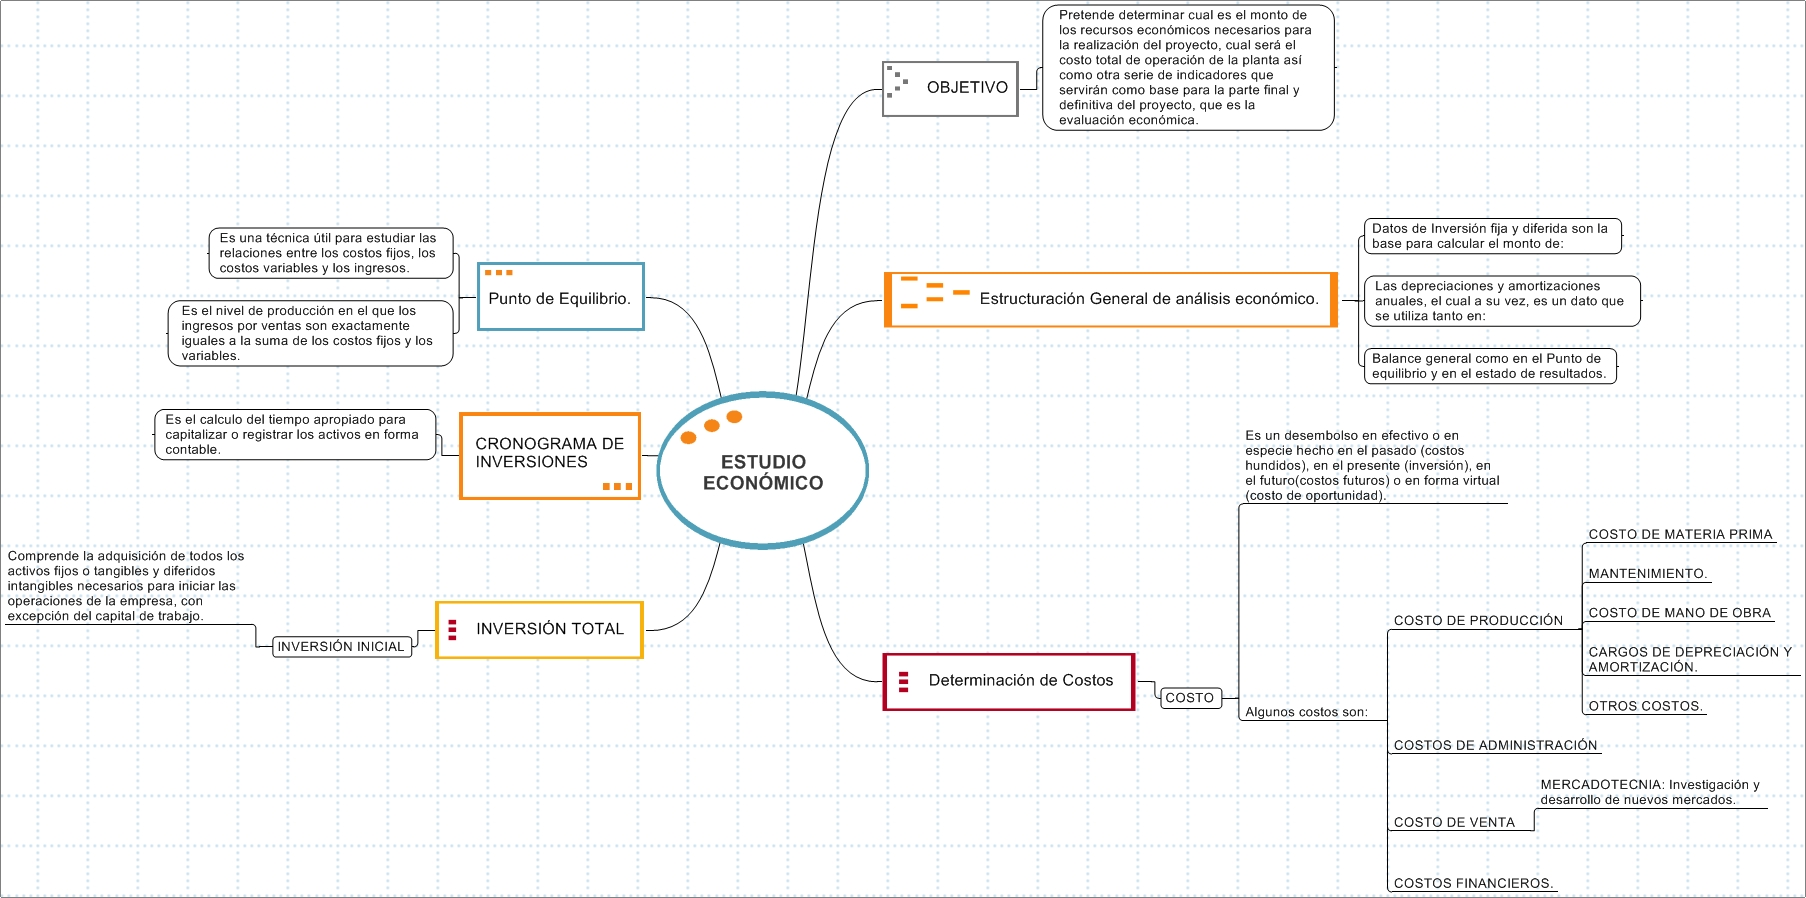 ESTUDIO
ECONÓMICO
OBJETIVO
Pretende determinar cual es el monto de
los recursos económicos necesarios para
la realización del proyecto, cual será el
costo total de operación de la planta así
como otra serie de indicadores que
servirán como base para la parte final y
definitiva del proyecto, que es la
evaluación económica.
Estructuración General de análisis económico.
Datos de Inversión fija y diferida son la
base para calcular el monto de:
Las depreciaciones y amortizaciones
anuales, el cual a su vez, es un dato que
se utiliza tanto en:
Balance general como en el Punto de
equilibrio y en el estado de resultados.
Determinación de Costos
COSTO
Es un desembolso en efectivo o en
especie hecho en el pasado (costos
hundidos), en el presente (inversión), en
el futuro(costos futuros) o en forma virtual
(costo de oportunidad).
Algunos costos son:
COSTO DE PRODUCCIÓN
COSTO DE MATERIA PRIMA
MANTENIMIENTO.
COSTO DE MANO DE OBRA
CARGOS DE DEPRECIACIÓN Y
AMORTIZACIÓN.
OTROS COSTOS.
COSTOS DE ADMINISTRACIÓN
COSTO DE VENTA
MERCADOTECNIA: Investigación y
desarrollo de nuevos mercados.
COSTOS FINANCIEROS.
Punto de Equilibrio.
Es una técnica útil para estudiar las
relaciones entre los costos fijos, los
costos variables y los ingresos.
Es el nivel de producción en el que los
ingresos por ventas son exactamente
iguales a la suma de los costos fijos y los
variables.
CRONOGRAMA DE
INVERSIONES
Es el calculo del tiempo apropiado para
capitalizar o registrar los activos en forma
contable.
INVERSIÓN TOTAL
INVERSIÓN INICIAL
Comprende la adquisición de todos los
activos fijos o tangibles y diferidos
intangibles necesarios para iniciar las
operaciones de la empresa, con
excepción del capital de trabajo.